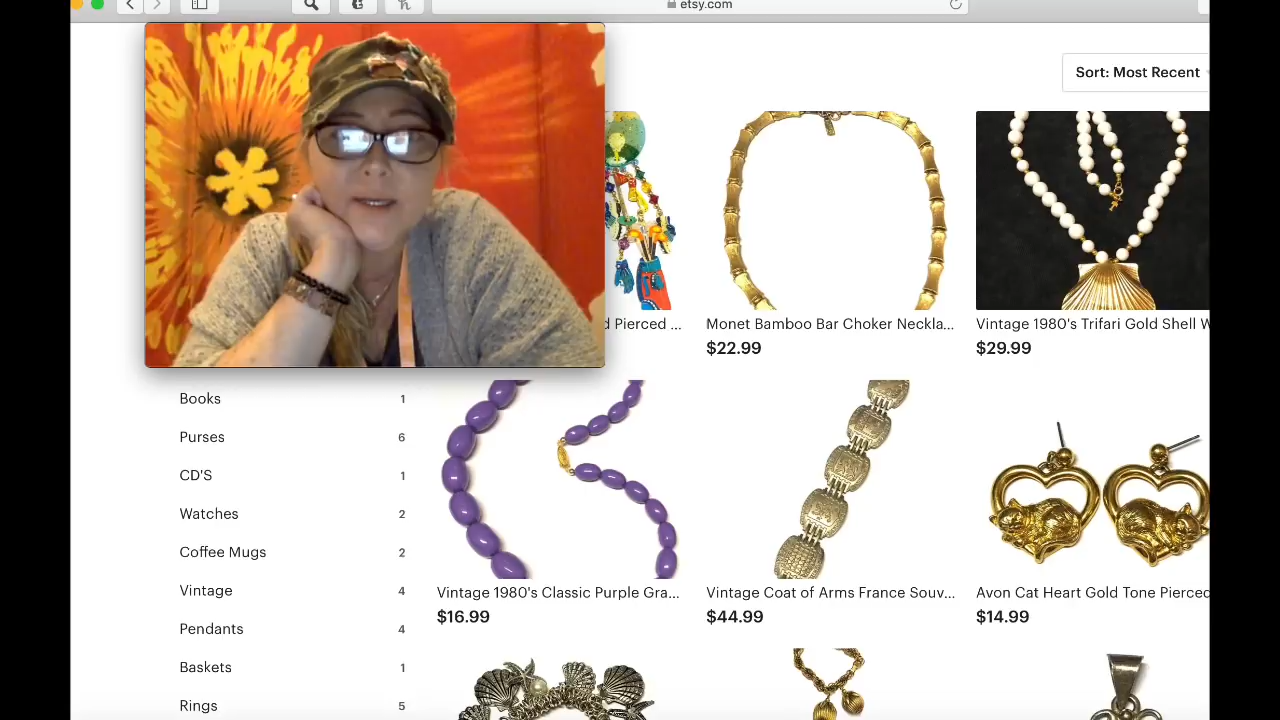 etsy.com
Sort: Most Recent
d Pierced ...
Monet Bamboo Bar Choker Neckla...
Vintage 1980's Trifari Gold Shell W
$22.99
$29.99
Books 1
Purses 6
CD'S 1
Watches 2
Coffee Mugs 2
Vintage 4
Pendants 4
Baskets 1
Rings 5
Vintage 1980's Classic Purple Gra...
Vintage Coat of Arms France Souv...
Avon Cat Heart Gold Tone Pierced
$16.99
$44.99
$14.99